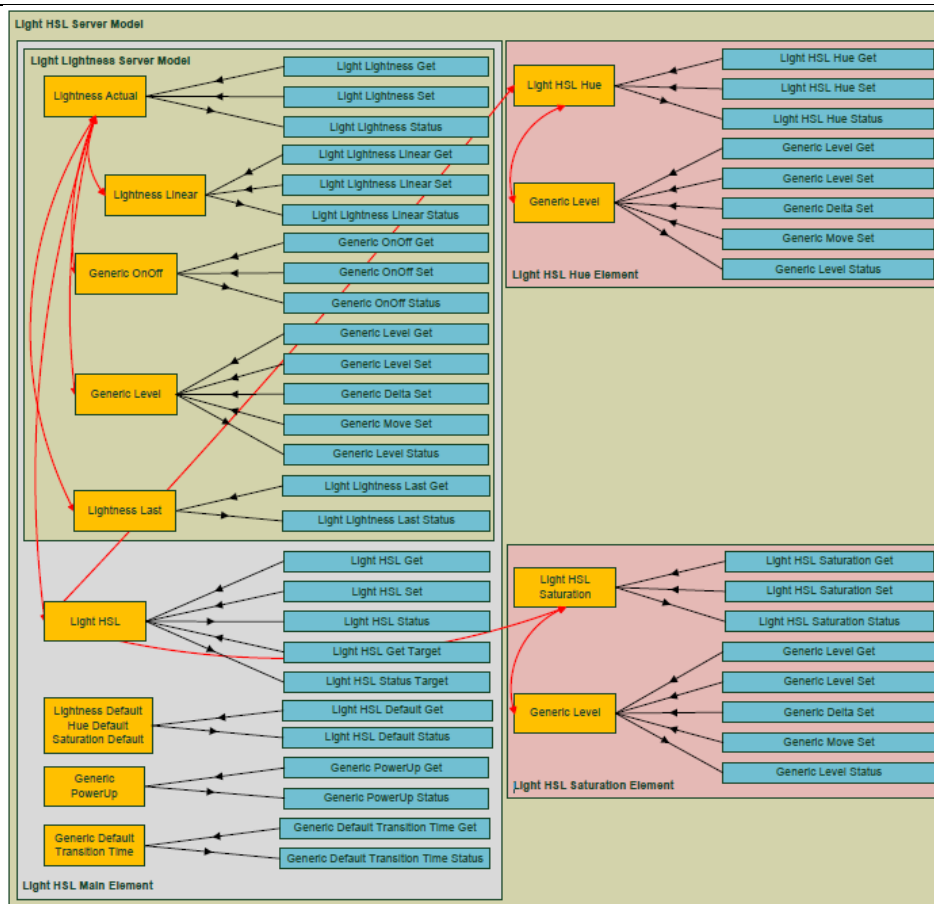 Light HSL Server Model
Light Lightness Server Model
Lightness Actual
Light Lightness Get
Light Lightness Set
Light Lightness Status
Lightness Linear
Light Lightness Linear Get
Light Lightness Linear Set
Light Lightness Linear Status
Generic OnOff
Generic OnOff Get
Generic OnOff Set
Generic OnOff Status
Generic Level
Generic Level Get
Generic Level Set
Generic Delta Set
Generic Move Set
Generic Level Status
Lightness Last
Light Lightness Last Get
Light Lightness Last Status
Light HSL
Light HSL Get
Light HSL Set
Light HSL Status
Light HSL Get Target
Light HSL Status Target
Lightness Default
Hue Default
Saturation Default
Light HSL Default Get
Light HSL Default Status
Generic
PowerUp
Generic PowerUp Get
Generic PowerUp Status
Generic Default
Transition Time
Generic Default Transition Time Get
Generic Default Transition Time Status
Light HSL Main Element
Light HSL Hue
Light HSL Hue Get
Light HSL Hue Set
Light HSL Hue Status
Generic Level
Generic Level Get
Generic Level Set
Generic Delta Set
Generic Move Set
Generic Level Status
Light HSL Hue Element
Light HSL
Saturation
Light HSL Saturation Get
Light HSL Saturation Set
Light HSL Saturation Status
Generic Level
Generic Level Get
Generic Level Set
Generic Delta Set
Generic Move Set
Generic Level Status
Light HSL Saturation Element